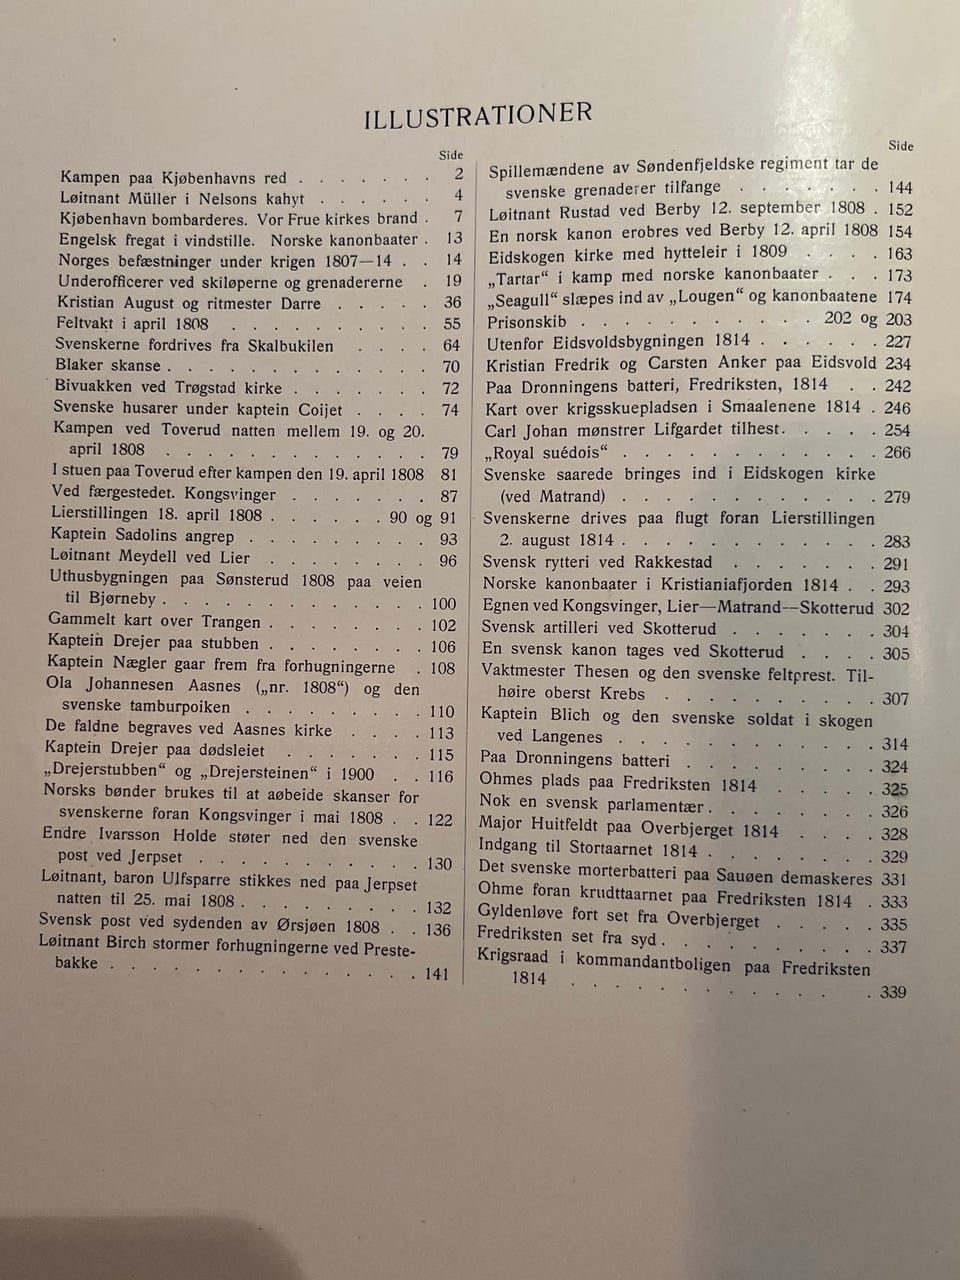 ILLUSTRATIONER
Side
Kampen paa Kjøbenhavns red . . . . . . . 2
Løitnant Müller i Nelsons kahyt . . . . . . 4
Kjøbenhavn bombarderes. Vor Frue kirkes brand . 7
Engelsk fregat i vindstille. Norske kanonbaater . 13
Norges befæstninger under krigen 1807—14 . . 14
Underofficerer ved skiløperne og grenadererne . 19
Kristian August og ritmester Darre . . . . . 36
Feltvakt i april 1808 . . . . . . . . . . 55
Svenskerne fordrives fra Skalbukilen . . . . 64
Blaker skanse . . . . . . . . . . . . . 70
Bivuakken ved Trøgstad kirke . . . . . . . 72
Svenske husarer under kaptein Coijet . . . . 74
Kampen ved Toverud natten mellem 19. og 20.
april 1808 . . . . . . . . . . . . . 79
I stuen paa Toverud efter kampen den 19. april 1808 81
Ved færgestedet. Kongsvinger . . . . . . . 87
Lierstillingen 18. april 1808 . . . . . . 90 og 91
Kaptein Sadolins angrep . . . . . . . . . 93
Løitnant Meydell ved Lier . . . . . . . . 96
Uthusbygningen paa Sønsterud 1808 paa veien
til Bjørneby . . . . . . . . . . . . . 100
Gammelt kart over Trangen . . . . . . . . 102
Kaptein Drejer paa stubben . . . . . . . . 106
Kaptein Nægler gaar frem fra forhugningerne . 108
Ola Johannesen Aasnes („nr. 1808“) og den
svenske tamburpoiken . . . . . . . . . 110
De faldne begraves ved Aasnes kirke . . . . 113
Kaptein Drejer paa dødsleiet . . . . . . . 115
„Drejerstubben“ og „Drejersteinen“ i 1900 . . 116
Norsks bønder brukes til at aøbeide skanser for
svenskerne foran Kongsvinger i mai 1808 . . 122
Endre Ivarsson Holde støter ned den svenske
post ved Jerpset . . . . . . . . . . . 130
Løitnant, baron Ulfsparre stikkes ned paa Jerpset
natten til 25. mai 1808 . . . . . . . . . 132
Svensk post ved sydenden av Ørsjøen 1808 . . 136
Løitnant Birch stormer forhugningerne ved Preste-
bakke . . . . . . . . . . . . . . . 141
Side
Spillemændene av Søndenfjeldske regiment tar de
svenske grenaderer tilfange . . . . . . . 144
Løitnant Rustad ved Berby 12. september 1808 . 152
En norsk kanon erobres ved Berby 12. april 1808 154
Eidskogen kirke med hytteleir i 1809 . . . . 163
„Tartar“ i kamp med norske kanonbaater . . . 173
„Seagull“ slæpes ind av „Lougen“ og kanonbaatene 174
Prisonskib . . . . . . . . . . . 202 og 203
Utenfor Eidsvoldsbygningen 1814 . . . . . . 227
Kristian Fredrik og Carsten Anker paa Eidsvold 234
Paa Dronningens batteri, Fredriksten, 1814 . . 242
Kart over krigsskuepladsen i Smaalenene 1814 . 246
Carl Johan mønstrer Lifgardet tilhest. . . . . 254
„Royal suédois“ . . . . . . . . . . . . 266
Svenske saarede bringes ind i Eidskogen kirke
(ved Matrand) . . . . . . . . . . . . 279
Svenskerne drives paa flugt foran Lierstillingen
2. august 1814 . . . . . . . . . . . . 283
Svensk rytteri ved Rakkestad . . . . . . . 291
Norske kanonbaater i Kristianiafjorden 1814 . . 293
Egnen ved Kongsvinger, Lier—Matrand—Skotterud 302
Svensk artilleri ved Skotterud . . . . . . . 304
En svensk kanon tages ved Skotterud . . . . 305
Vaktmester Thesen og den svenske feltprest. Til-
høire oberst Krebs . . . . . . . . . . 307
Kaptein Blich og den svenske soldat i skogen
ved Langenes . . . . . . . . . . . . 314
Paa Dronningens batteri . . . . . . . . . 324
Ohmes plads paa Fredriksten 1814 . . . . . 325
Nok en svensk parlamentær . . . . . . . . 326
Major Huitfeldt paa Overbjerget 1814 . . . . 328
Indgang til Stortaarnet 1814 . . . . . . . . 329
Det svenske morterbatteri paa Sauøen demaskeres 331
Ohme foran krudttaarnet paa Fredriksten 1814 . 333
Gyldenløve fort set fra Overbjerget . . . . . 335
Fredriksten set fra syd . . . . . . . . . . 337
Krigsraad i kommandantboligen paa Fredriksten
1814 . . . . . . . . . . . . . . 339